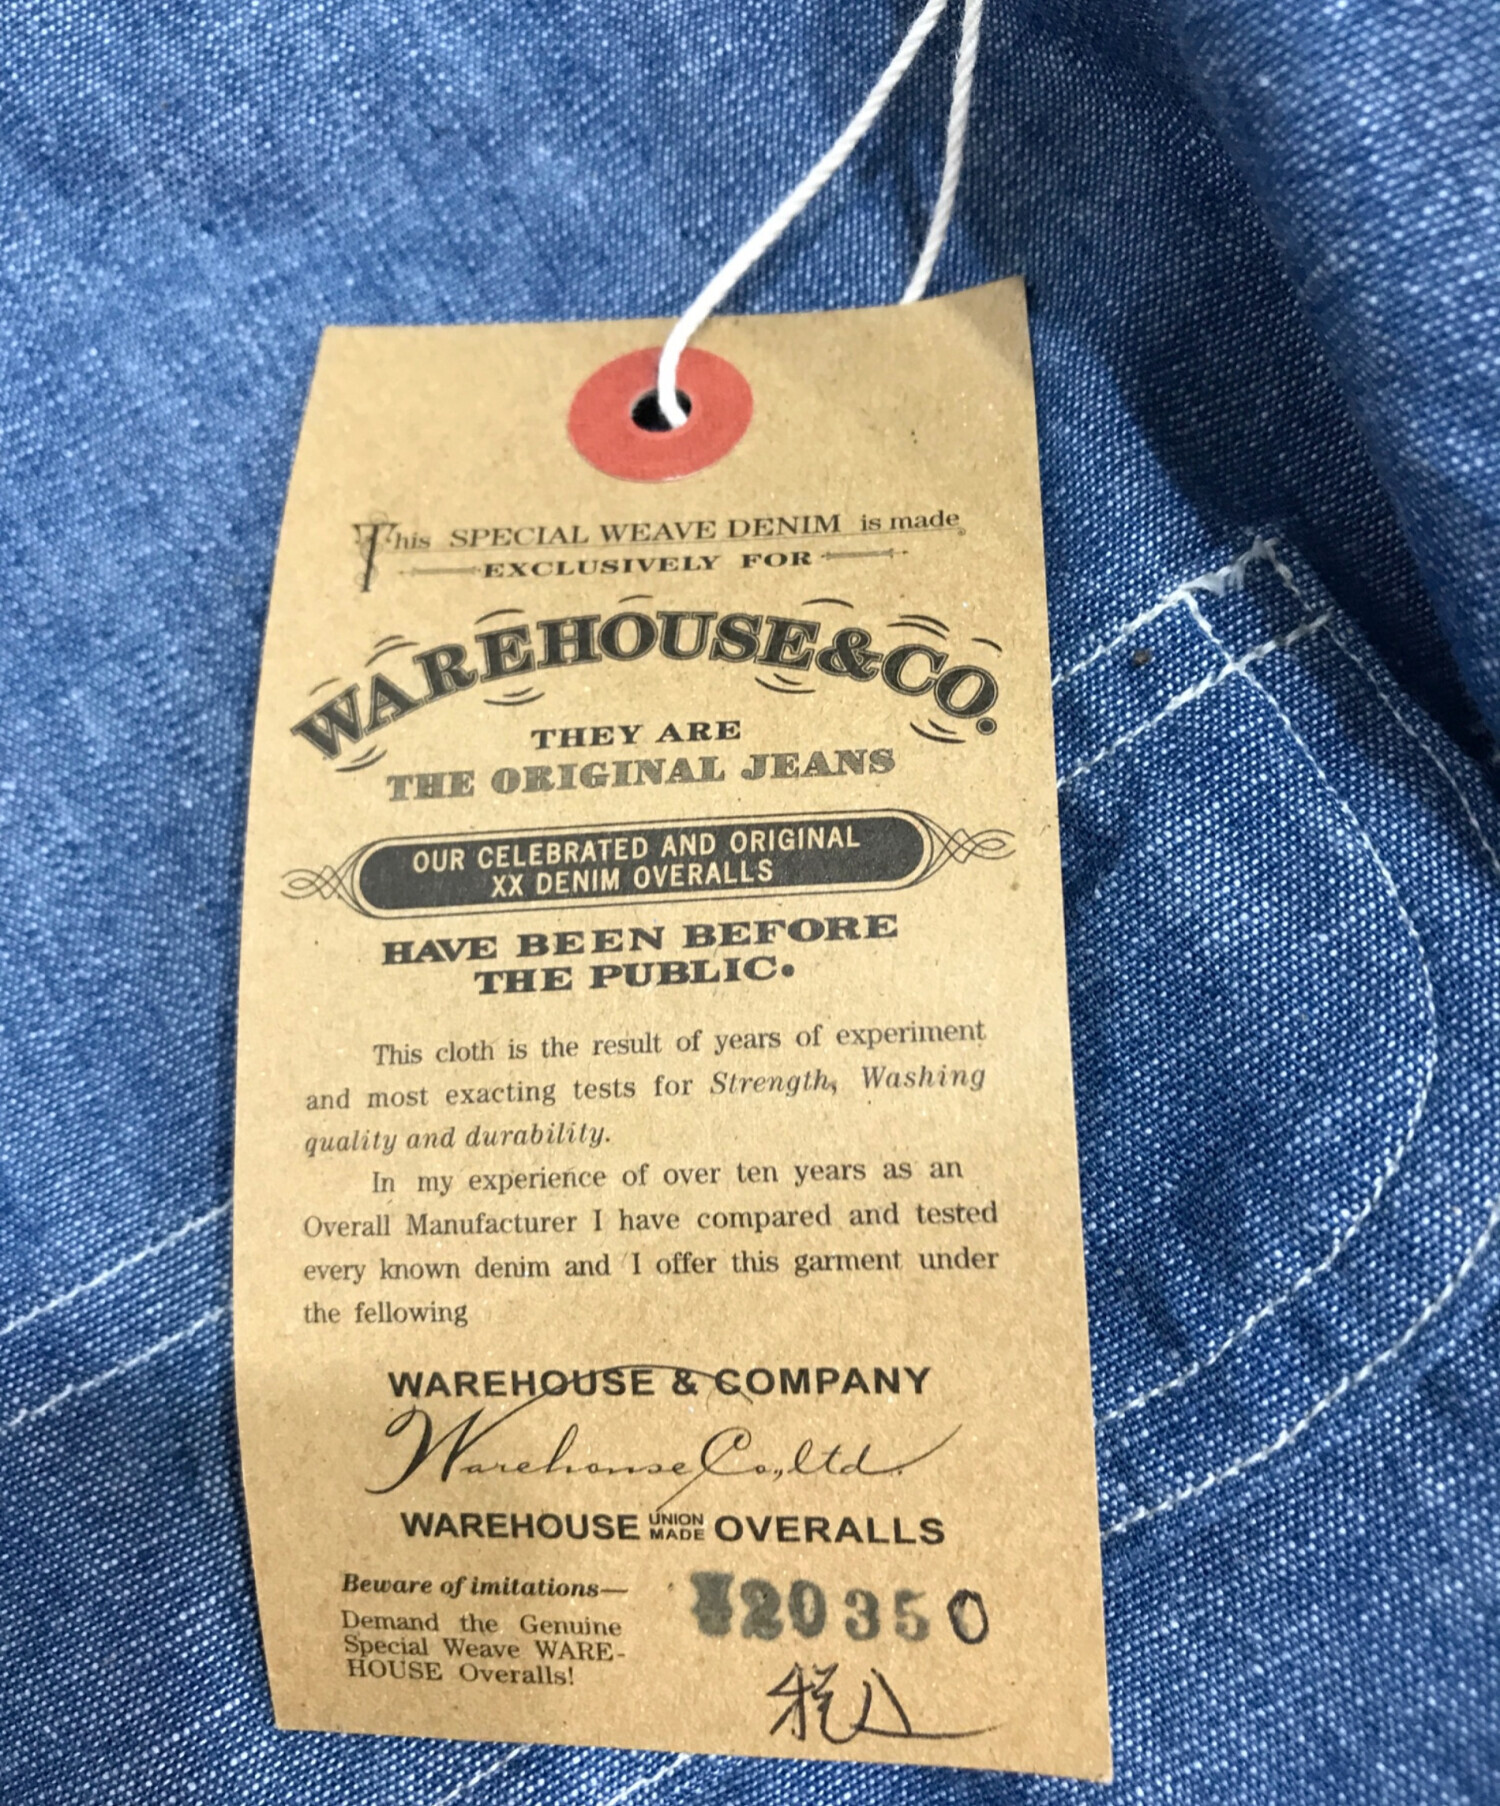 This SPECIAL WEAVE DENIM is made
EXCLUSIVELY FOR
WAREHOUSE&CO.
THEY ARE
THE ORIGINAL JEANS
OUR CELEBRATED AND ORIGINAL
XX DENIM OVERALLS
HAVE BEEN BEFORE
THE PUBLIC.
This cloth is the result of years of experiment
and most exacting tests for Strength, Washing
quality and durability.
In my experience of over ten years as an
Overall Manufacturer I have compared and tested
every known denim and I offer this garment under
the fellowing
WAREHOUSE & COMPANY
Warehouse Co., ltd.
WAREHOUSE UNION MADE OVERALLS
Beware of imitations—
Demand the Genuine
Special Weave WARE-
HOUSE Overalls!
¥20350
税込